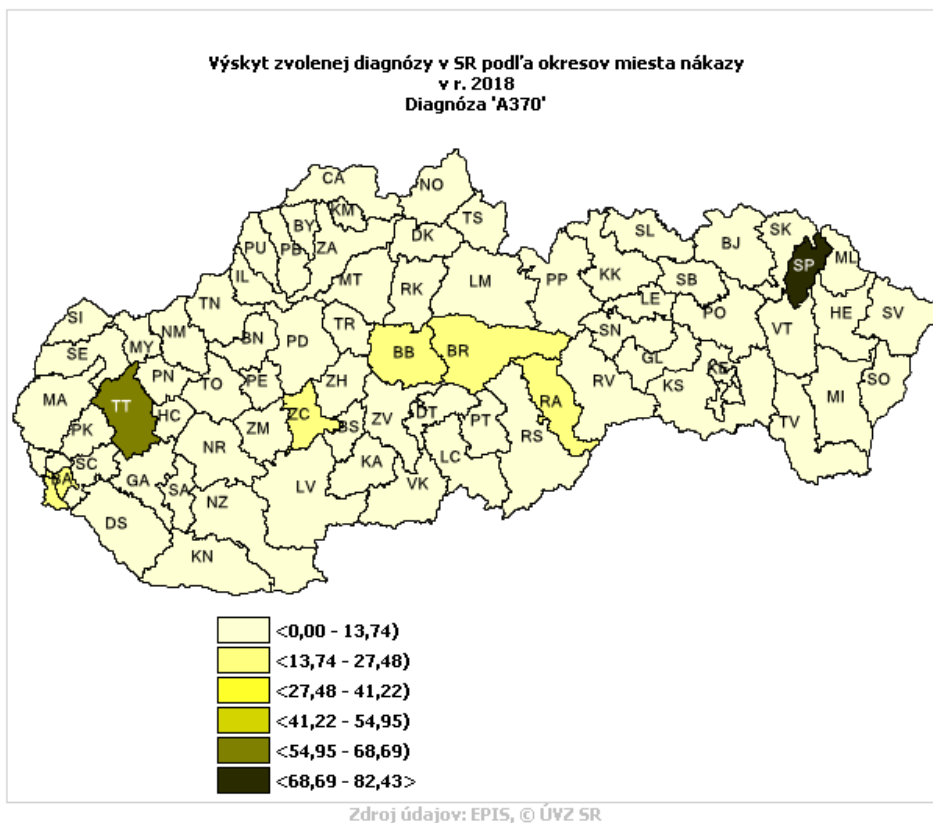 Výskyt zvolenej diagnózy v SR podľa okresov miesta nákazy
v r. 2018
Diagnóza 'A370'
CA
NO
KM
TS
BY
PU
PB
ZA
DK
SL
SK
BJ
IL
MT
RK
LM
PP
KK
SB
SP
ML
TN
LE
SI
NM
TR
PO
VT
HE
SV
BN
PD
SN
MY
SE
BB
BR
GL
PN
TO
PE
ZH
RV
KS
KE
SO
MA
TT
HC
ZC
RA
MI
PK
ZM
BS
ZV
DT
PT
TV
NR
RS
SC
KA
LC
BA
GA
SA
LV
VK
NZ
DS
KN
<0,00 - 13,74)
<13,74 - 27,48)
<27,48 - 41,22)
<41,22 - 54,95)
<54,95 - 68,69)
<68,69 - 82,43>
Zdroj údajov: EPIS, © ÚVZ SR